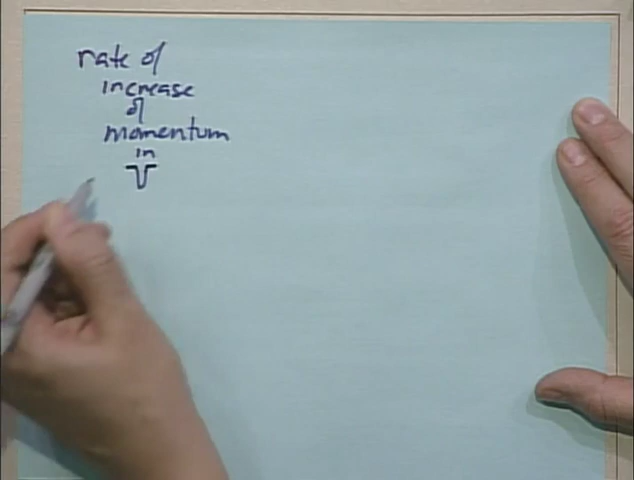 rate of
increase
of
momentum
in
V